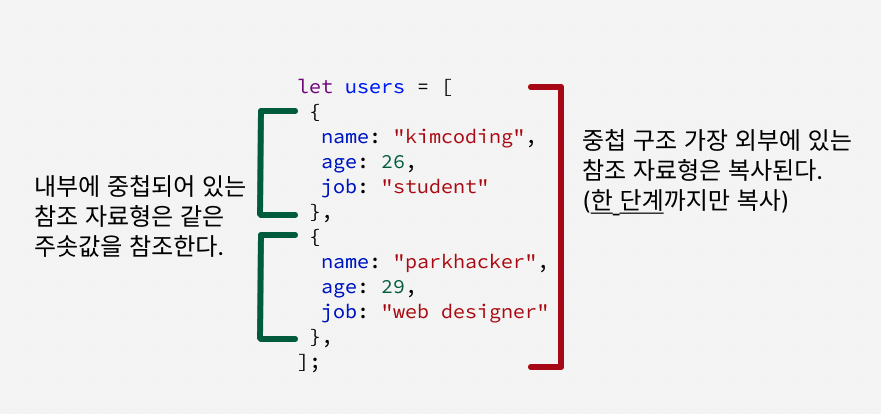 let users = [
{
name: "kimcoding",
age: 26,
job: "student"
},
{
name: "parkhacker",
age: 29,
job: "web designer"
},
];
내부에 중첩되어 있는
참조 자료형은 같은
주솟값을 참조한다.
중첩 구조 가장 외부에 있는
참조 자료형은 복사된다.
(한 단계까지만 복사)